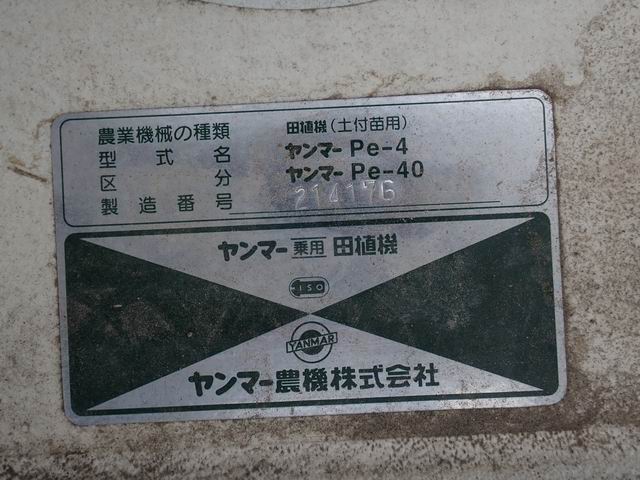 農業機械の種類 田植機(土付苗用)
型式名 ヤンマー Pe-4
区分 ヤンマー Pe-40
製造番号 214176
ヤンマー 乗用 田植機
ISO
YANMAR
ヤンマー農機株式会社